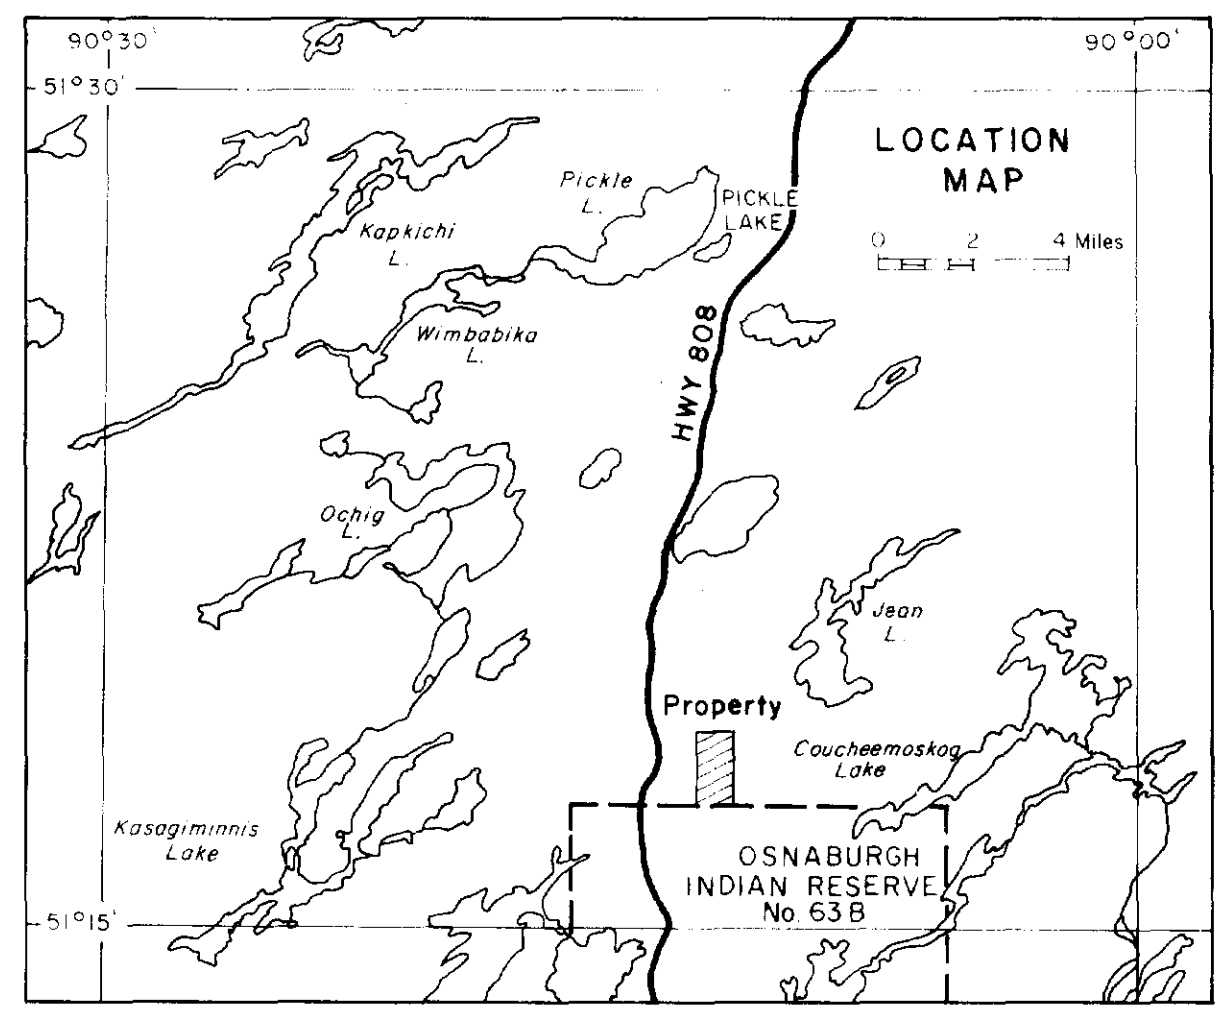 90°30'
90°00'
51°30'
LOCATION
MAP
Pickle
L.
PICKLE
LAKE
Kapkichi
L.
0 2 4 Miles
Wimbabika
L.
HWY 808
Ochig
L.
Jean
L.
Property
Coucheemoskog
Lake
Kasagiminnis
Lake
OSNABURGH
INDIAN RESERVE
No. 63B
51°15'